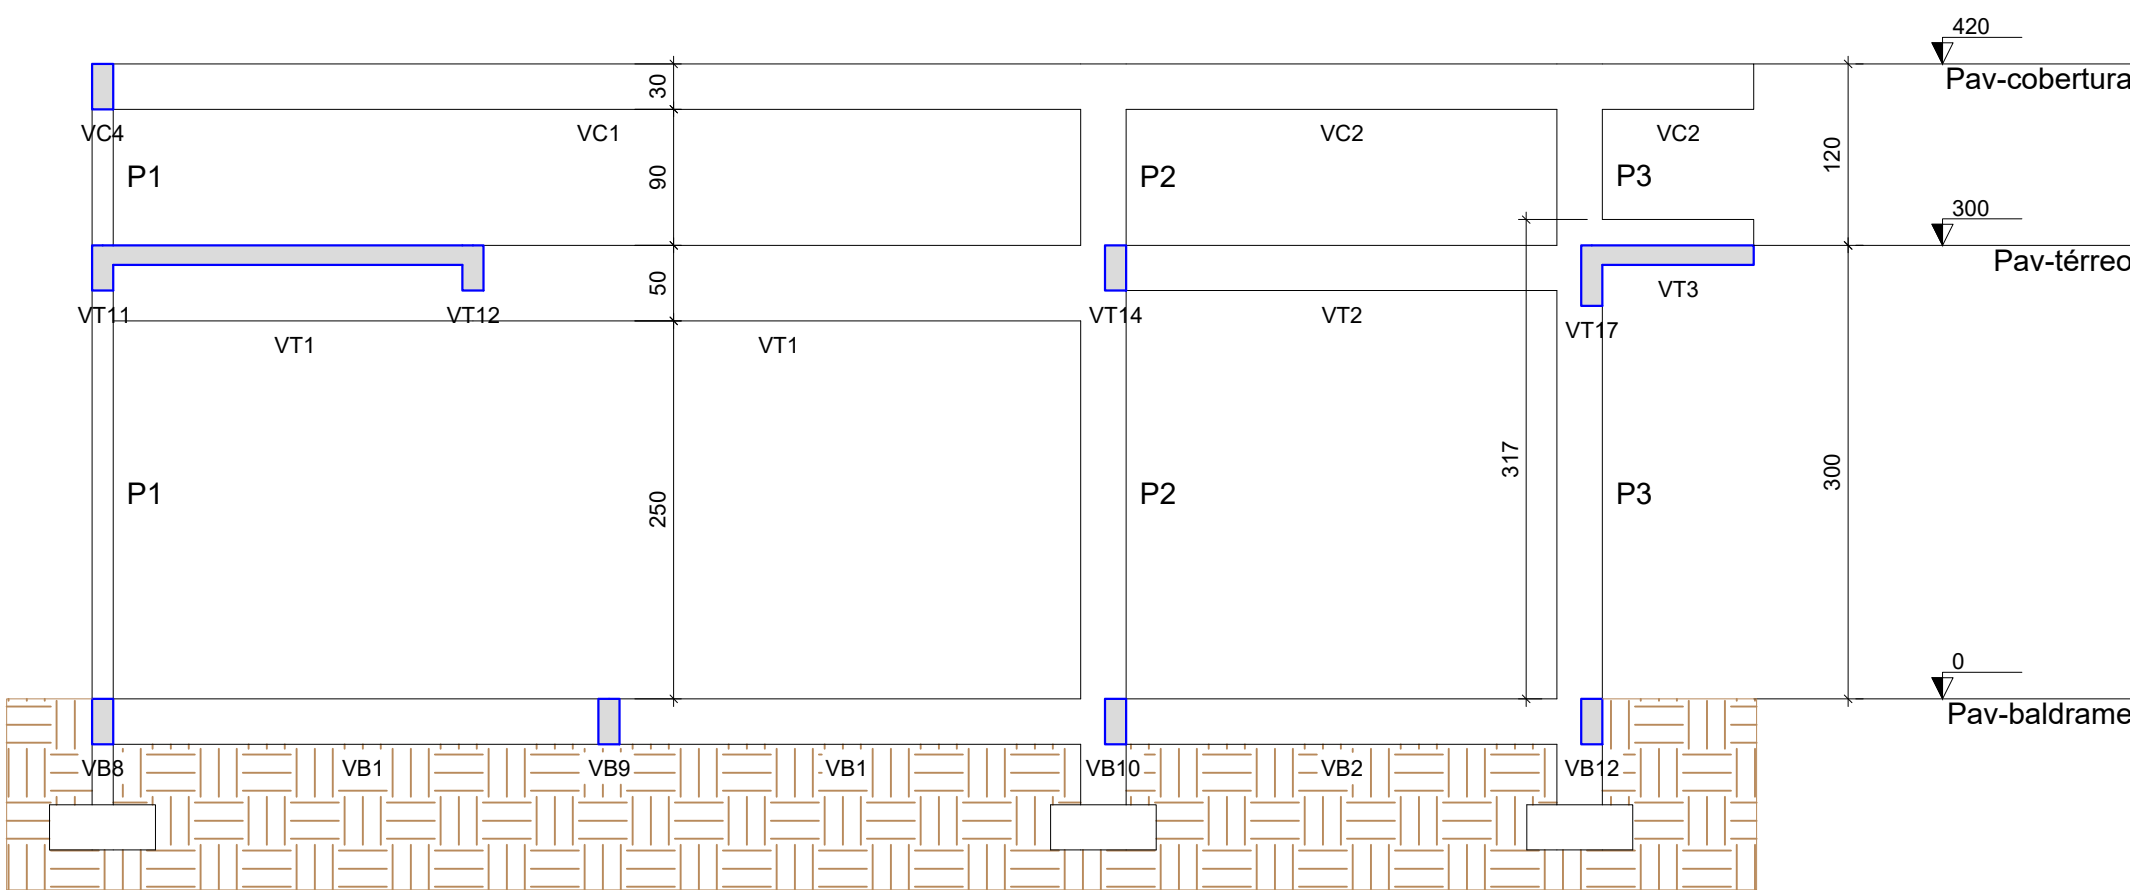 420
Pav-cobertura
30
VC4
VC1
VC2
VC2
120
P1
90
P2
P3
300
Pav-térreo
50
VT11
VT12
VT14
VT2
VT17
VT3
VT1
VT1
317
300
P1
250
P2
P3
0
Pav-baldrame
VB8
VB1
VB9
VB1
VB10
VB2
VB12